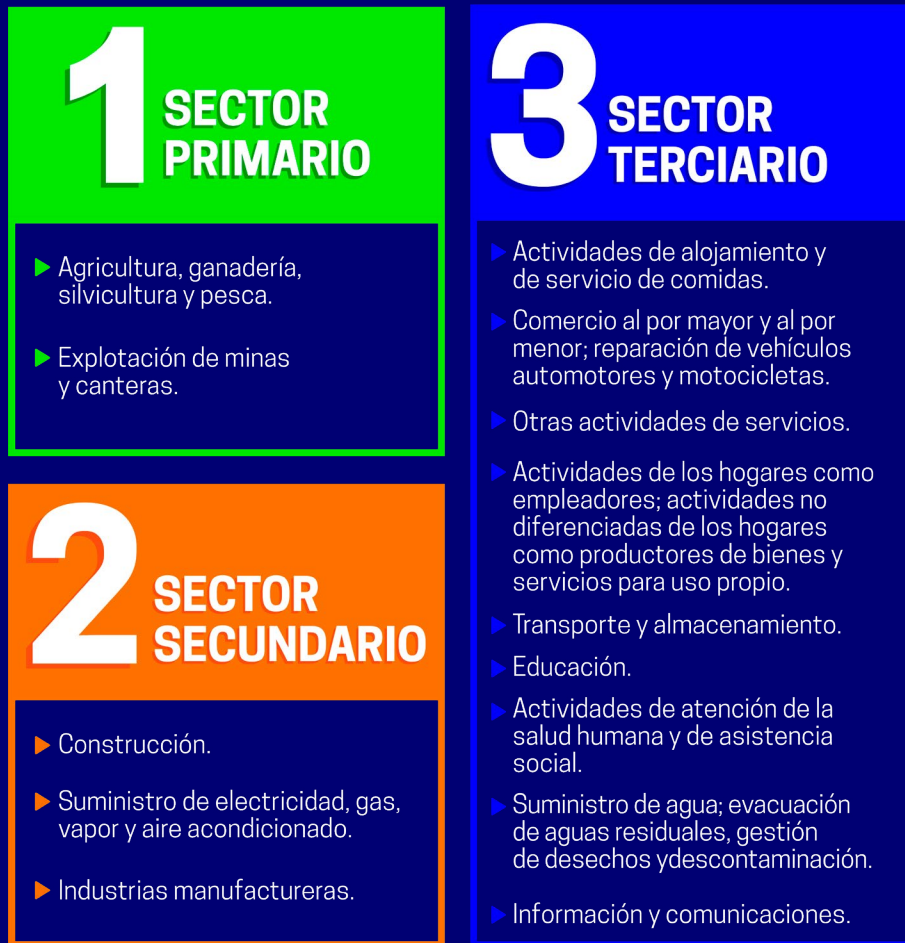 1 SECTOR
PRIMARIO
Agricultura, ganadería,
silvicultura y pesca.
Explotación de minas
y canteras.
2 SECTOR
SECUNDARIO
Construcción.
Suministro de electricidad, gas,
vapor y aire acondicionado.
Industrias manufactureras.
3 SECTOR
TERCIARIO
Actividades de alojamiento y
de servicio de comidas.
Comercio al por mayor y al por
menor; reparación de vehículos
automotores y motocicletas.
Otras actividades de servicios.
Actividades de los hogares como
empleadores; actividades no
diferenciadas de los hogares
como productores de bienes y
servicios para uso propio.
Transporte y almacenamiento.
Educación.
Actividades de atención de la
salud humana y de asistencia
social.
Suministro de agua; evacuación
de aguas residuales, gestión
de desechos ydescontaminación.
Información y comunicaciones.